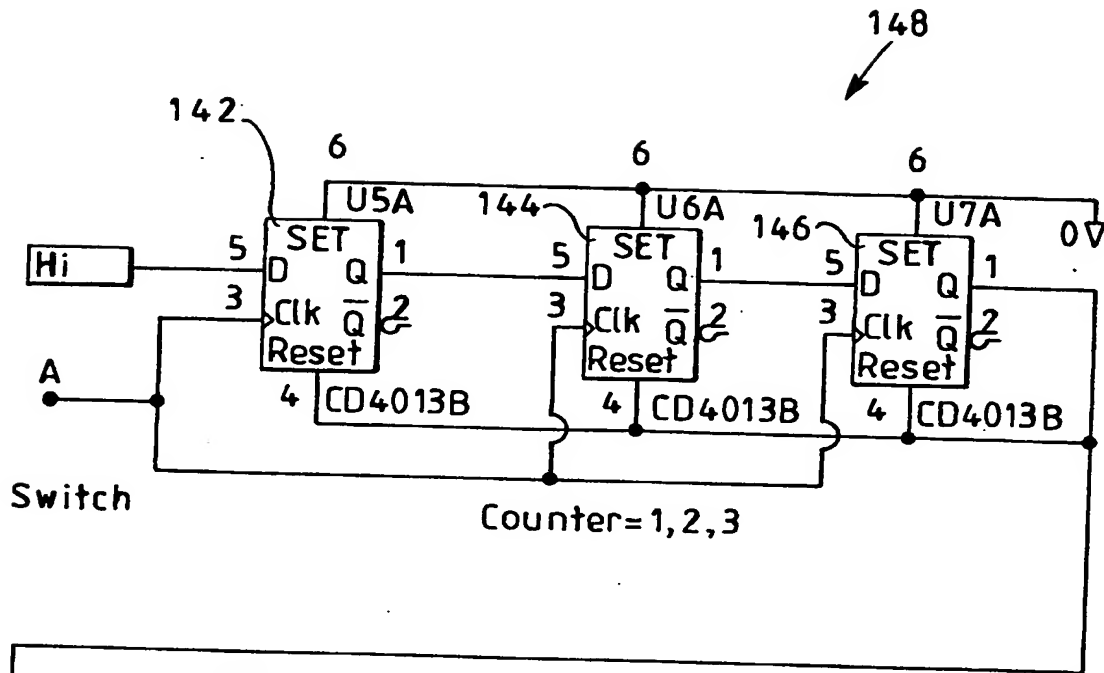 148
142
6
6
6
U5A
144
U6A
146
U7A
0
Hi
5
SET
1
5
SET
1
5
SET
1
D
Q
D
Q
D
Q
3
Clk
Q̅
2
3
Clk
Q̅
2
3
Clk
Q̅
2
Reset
Reset
Reset
A
4
CD4013B
4
CD4013B
4
CD4013B
Switch
Counter=1,2,3